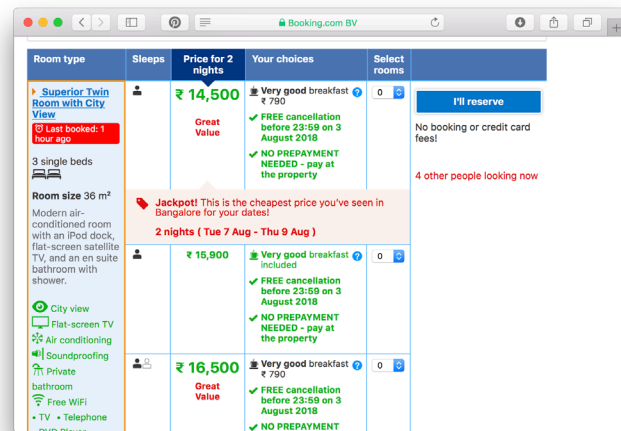 Booking.com BV
Room type
Sleeps
Price for 2
nights
Your choices
Select
rooms
Superior Twin
Room with City
View
Last booked: 1
hour ago
3 single beds
Room size 36 m²
Modern air-
conditioned room
with an iPod dock,
flat-screen satellite
TV, and an en suite
bathroom with
shower.
City view
Flat-screen TV
Air conditioning
Soundproofing
Private
bathroom
Free WiFi
• TV • Telephone
₹ 14,500
Great
Value
Very good breakfast ?
₹ 790
FREE cancellation
before 23:59 on 3
August 2018
NO PREPAYMENT
NEEDED - pay at
the property
0
I'll reserve
No booking or credit card
fees!
4 other people looking now
Jackpot! This is the cheapest price you've seen in
Bangalore for your dates!
2 nights ( Tue 7 Aug - Thu 9 Aug )
₹ 15,900
Very good breakfast ?
included
FREE cancellation
before 23:59 on 3
August 2018
NO PREPAYMENT
NEEDED - pay at
the property
0
₹ 16,500
Great
Value
Very good breakfast ?
₹ 790
FREE cancellation
before 23:59 on 3
August 2018
NO PREPAYMENT
0